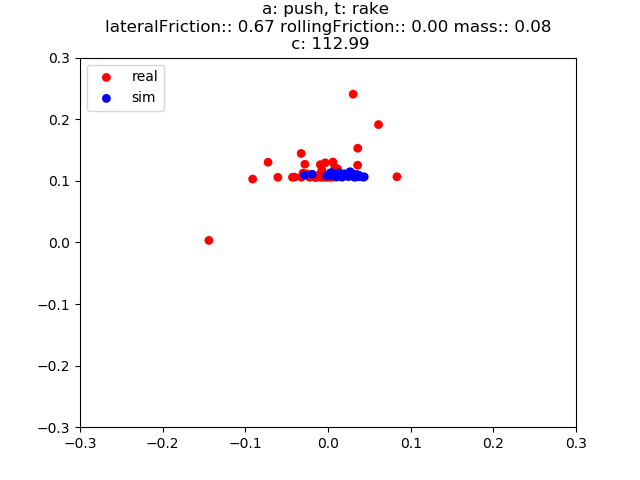 a: push, t: rake
lateralFriction:: 0.67 rollingFriction:: 0.00 mass:: 0.08
c: 112.99
real
sim
0.3
0.2
0.1
0.0
−0.1
−0.2
−0.3
−0.3 −0.2 −0.1 0.0 0.1 0.2 0.3